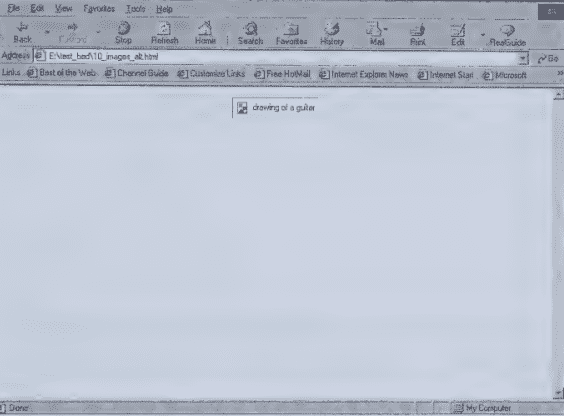 File Edit View Favorites Tools Help
Back Forward Stop Refresh Home Search Favorites History Mail Print Edit RealGuide
Address E:\test_bed\10_images_alt.html Go
Links Best of the Web Channel Guide Customize Links Free HotMail Internet Explorer News Internet Start Microsoft
drawing of a guitar
Done My Computer